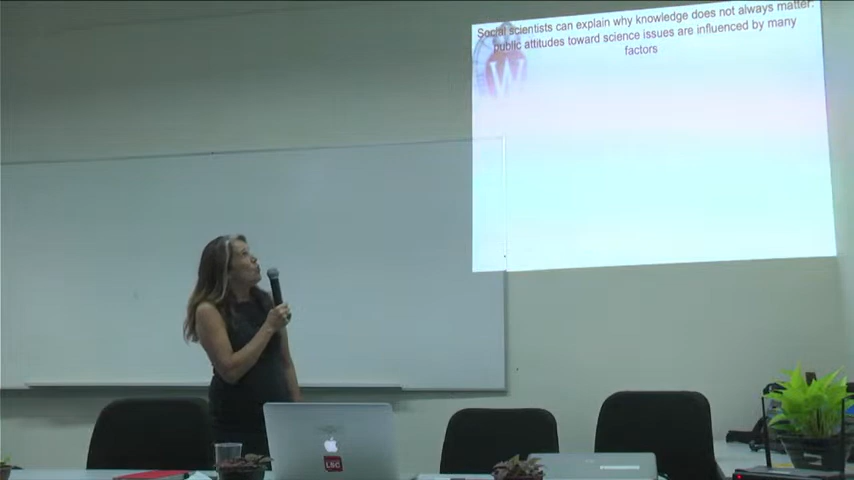 Social scientists can explain why knowledge does not always matter:
public attitudes toward science issues are influenced by many
factors
W